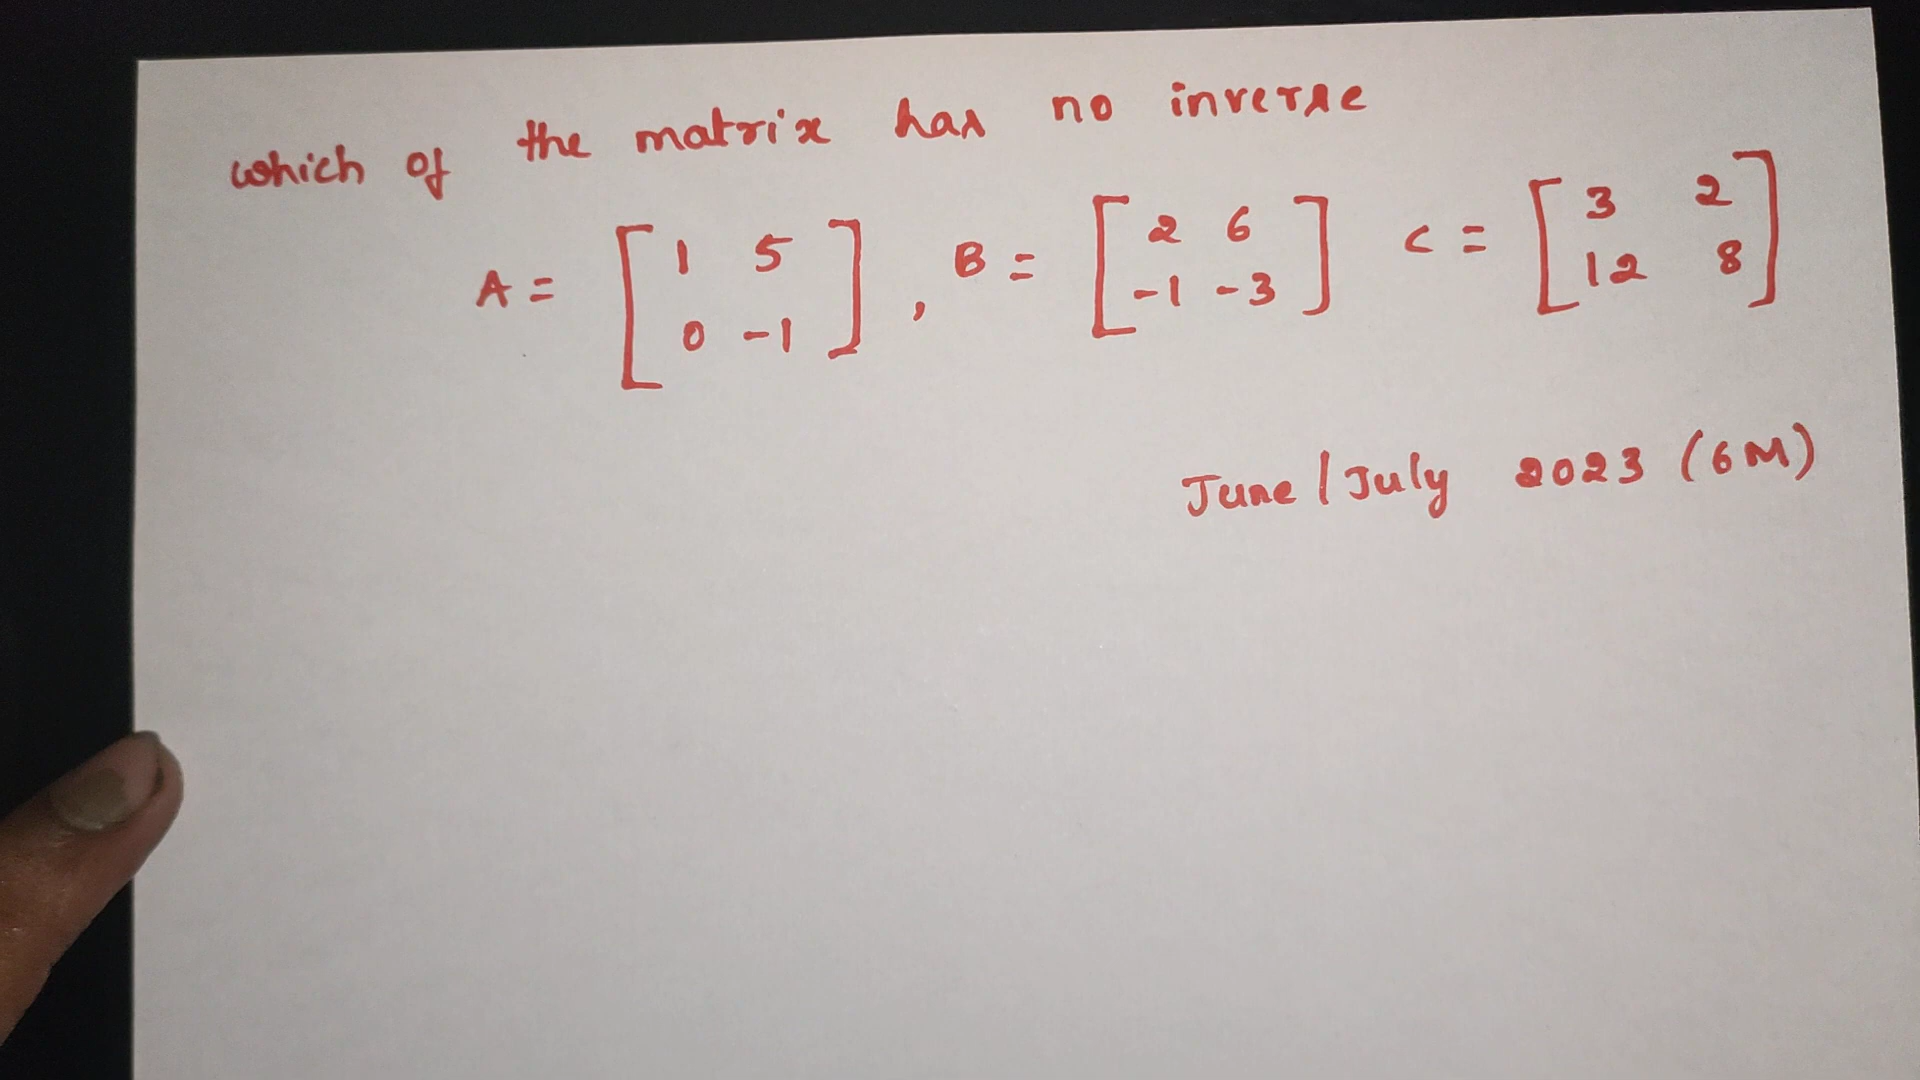 which of the matrix has no inverse
A = [ 1 5 ] , B = [ 2 6 ] C = [ 3 2 ]
[ 0 -1 ] [ -1 -3 ] [ 12 8 ]
June / July 2023 (6M)